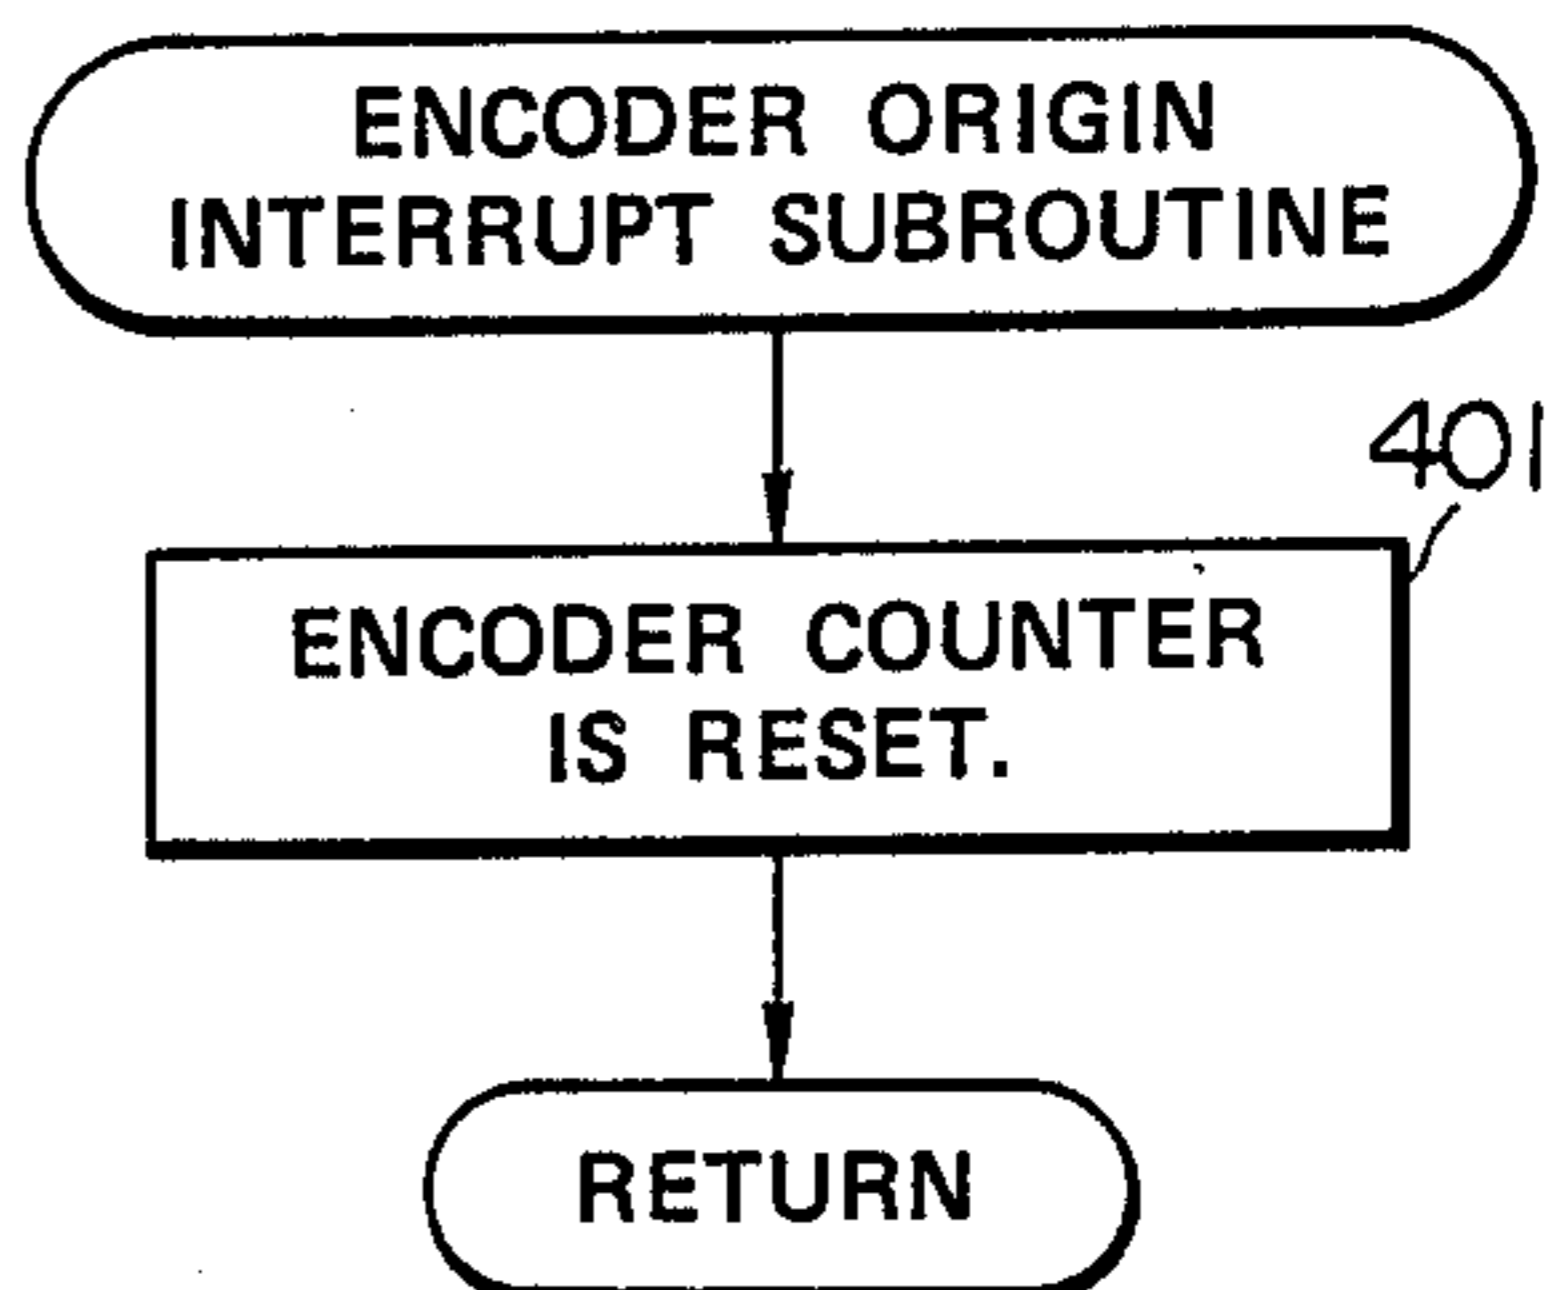 ENCODER ORIGIN
INTERRUPT SUBROUTINE
401
ENCODER COUNTER
IS RESET.
RETURN